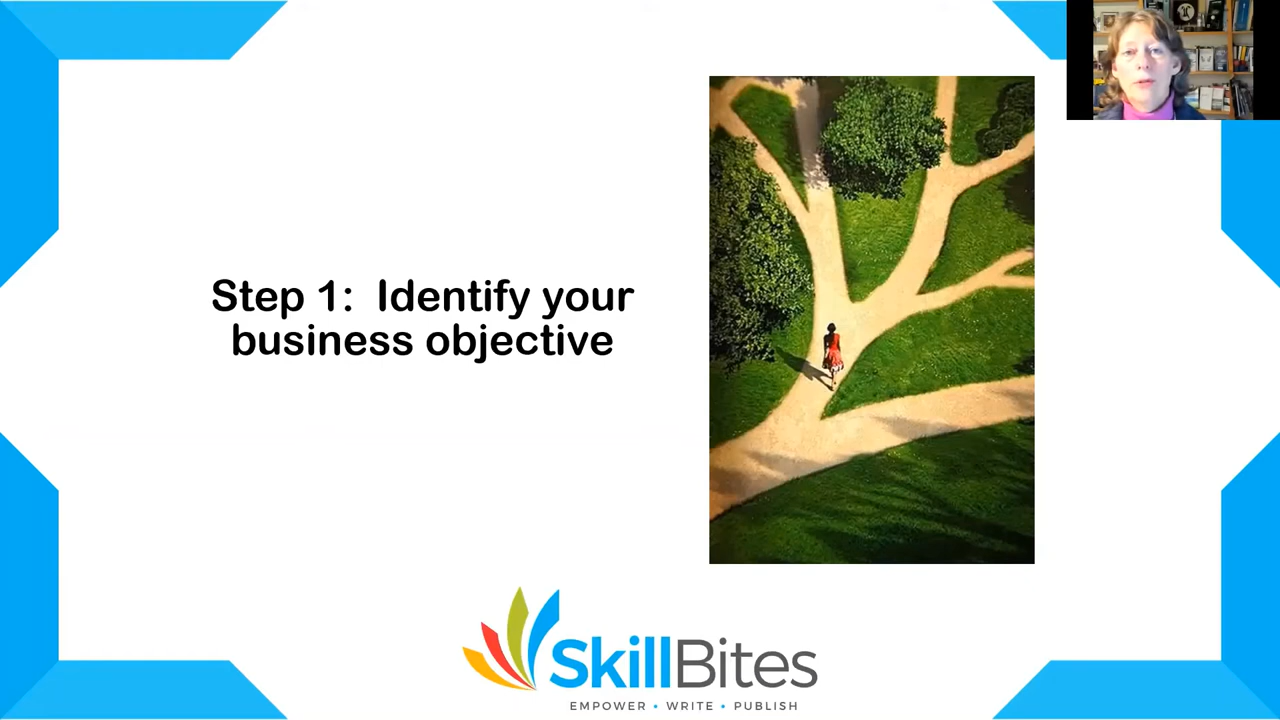 Step 1:  Identify your
business objective
SkillBites
EMPOWER • WRITE • PUBLISH